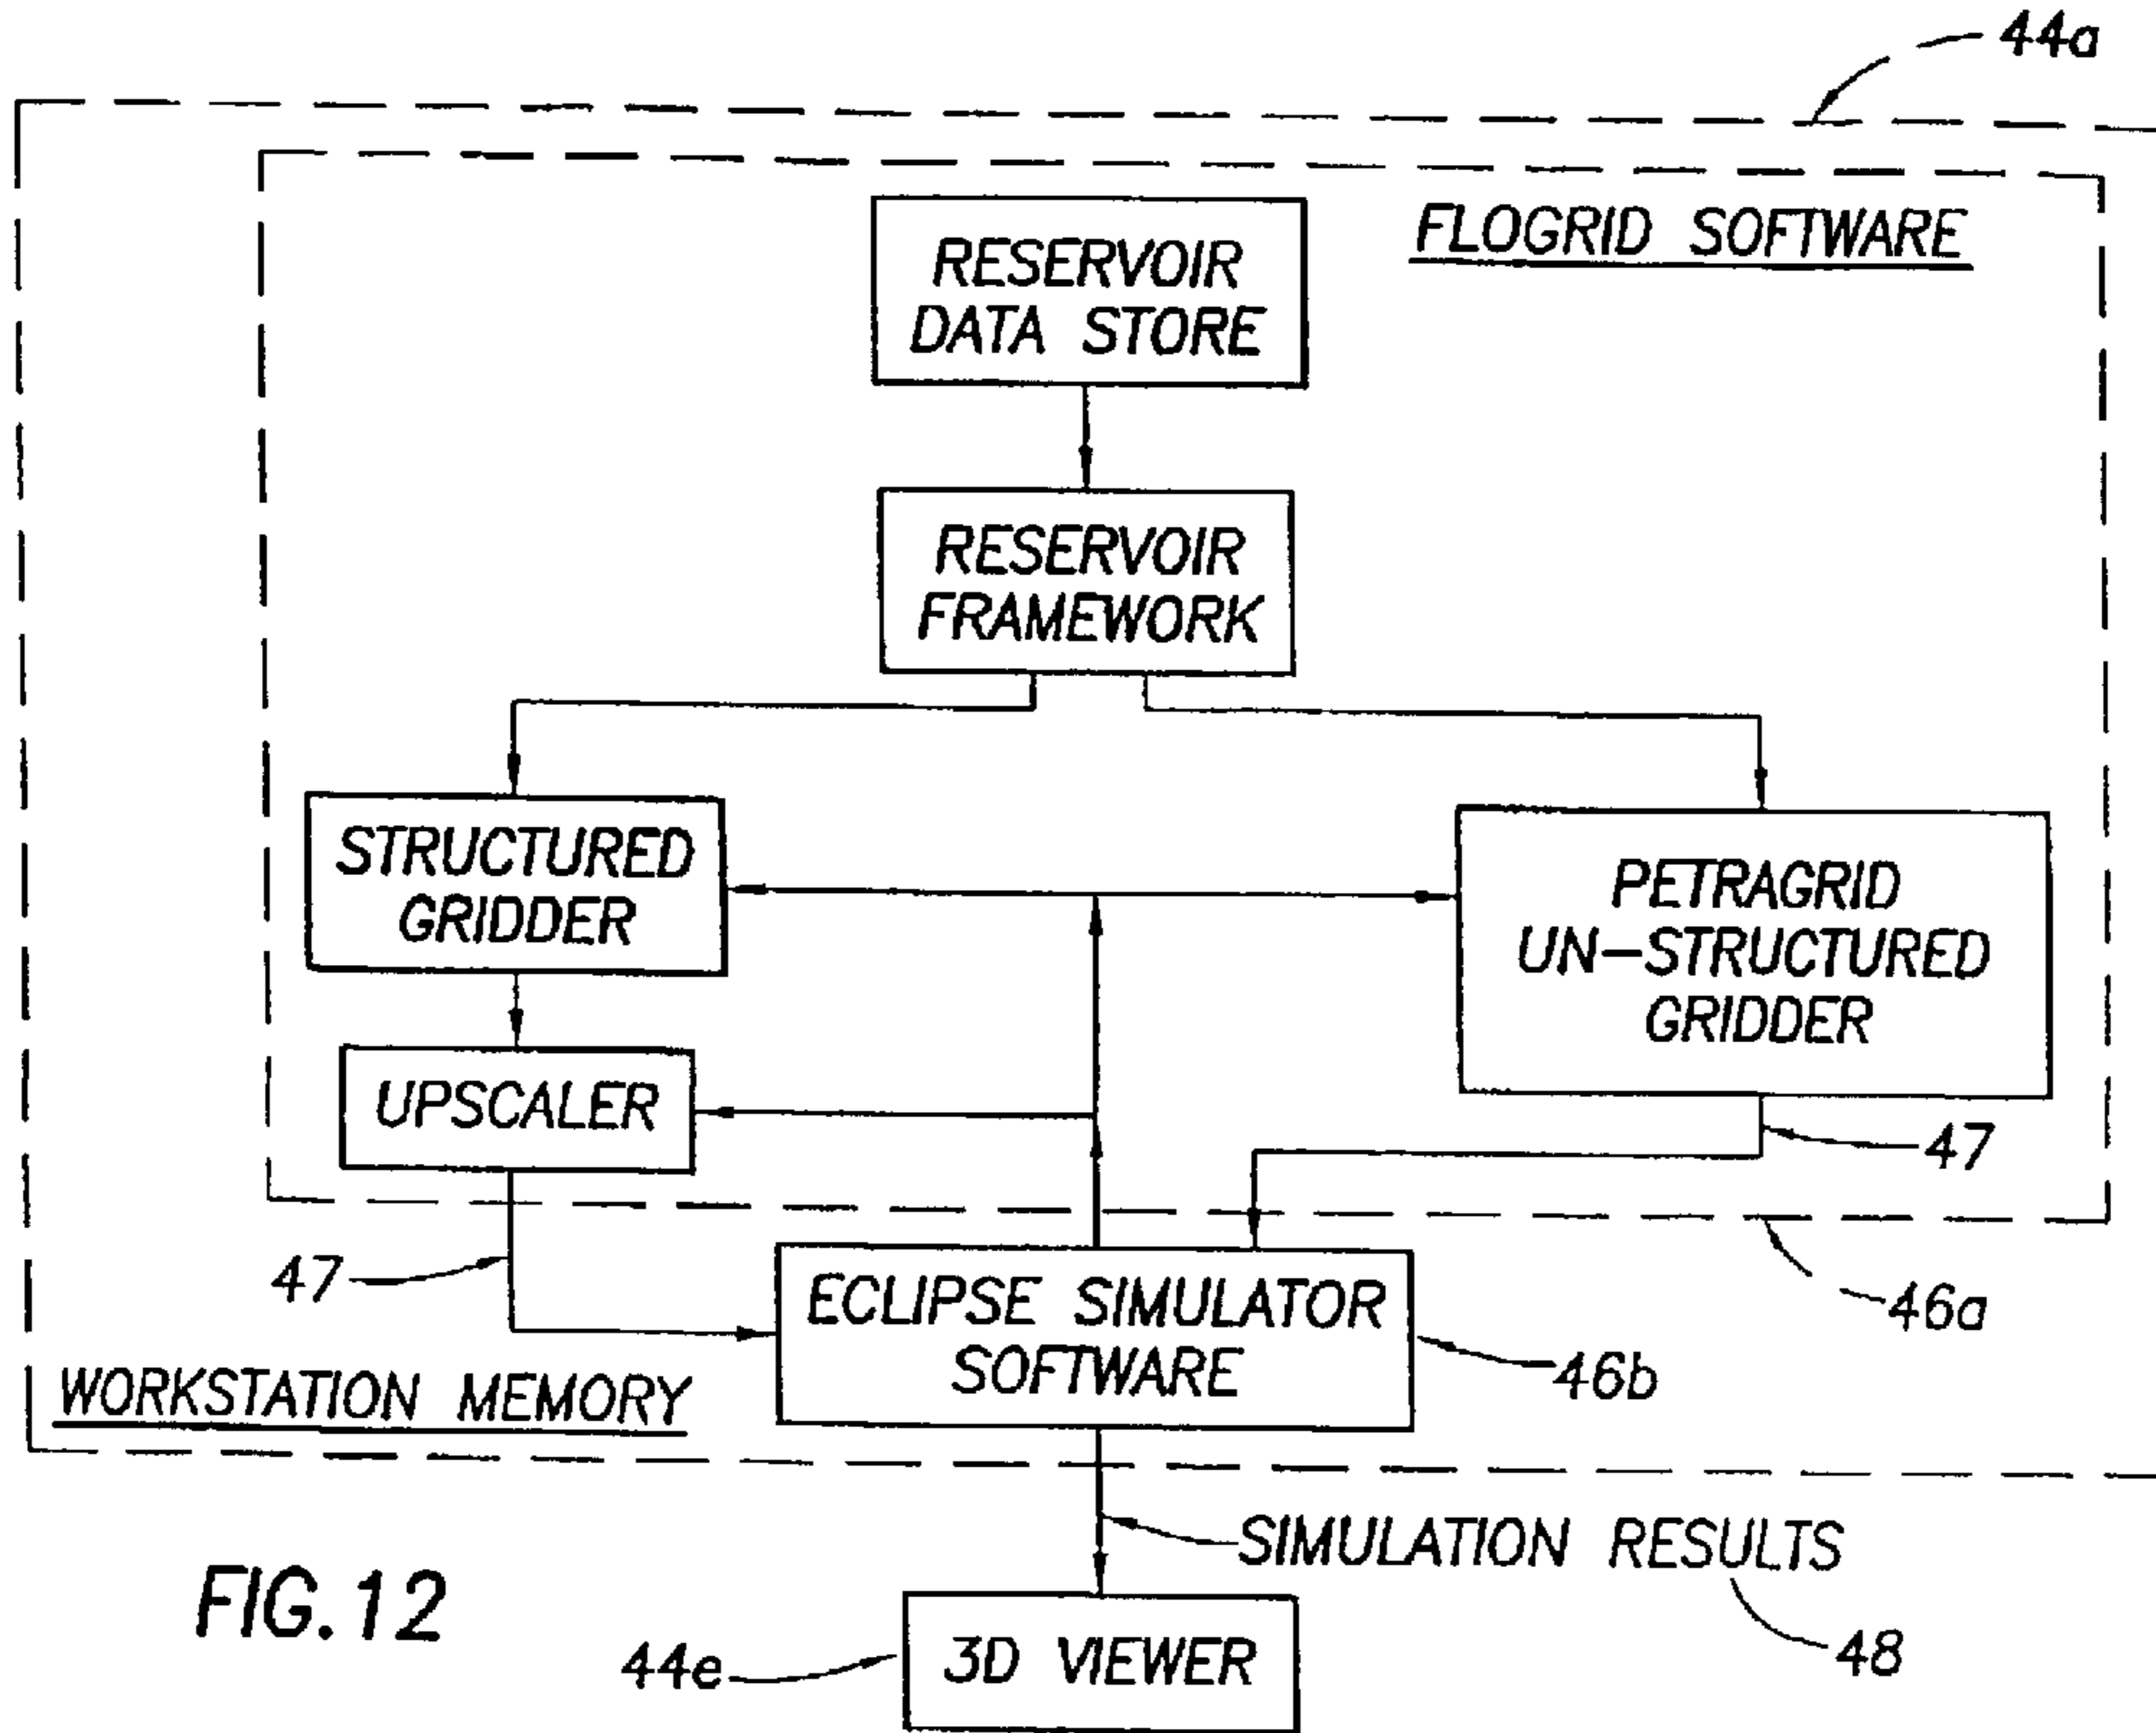 44a
FLOGRID SOFTWARE
RESERVOIR
DATA STORE
RESERVOIR
FRAMEWORK
STRUCTURED
GRIDDER
PETRAGRID
UN-STRUCTURED
GRIDDER
UPSCALER
47
47
46a
ECLIPSE SIMULATOR
SOFTWARE
46b
WORKSTATION MEMORY
SIMULATION RESULTS
48
FIG.12
44e
3D VIEWER